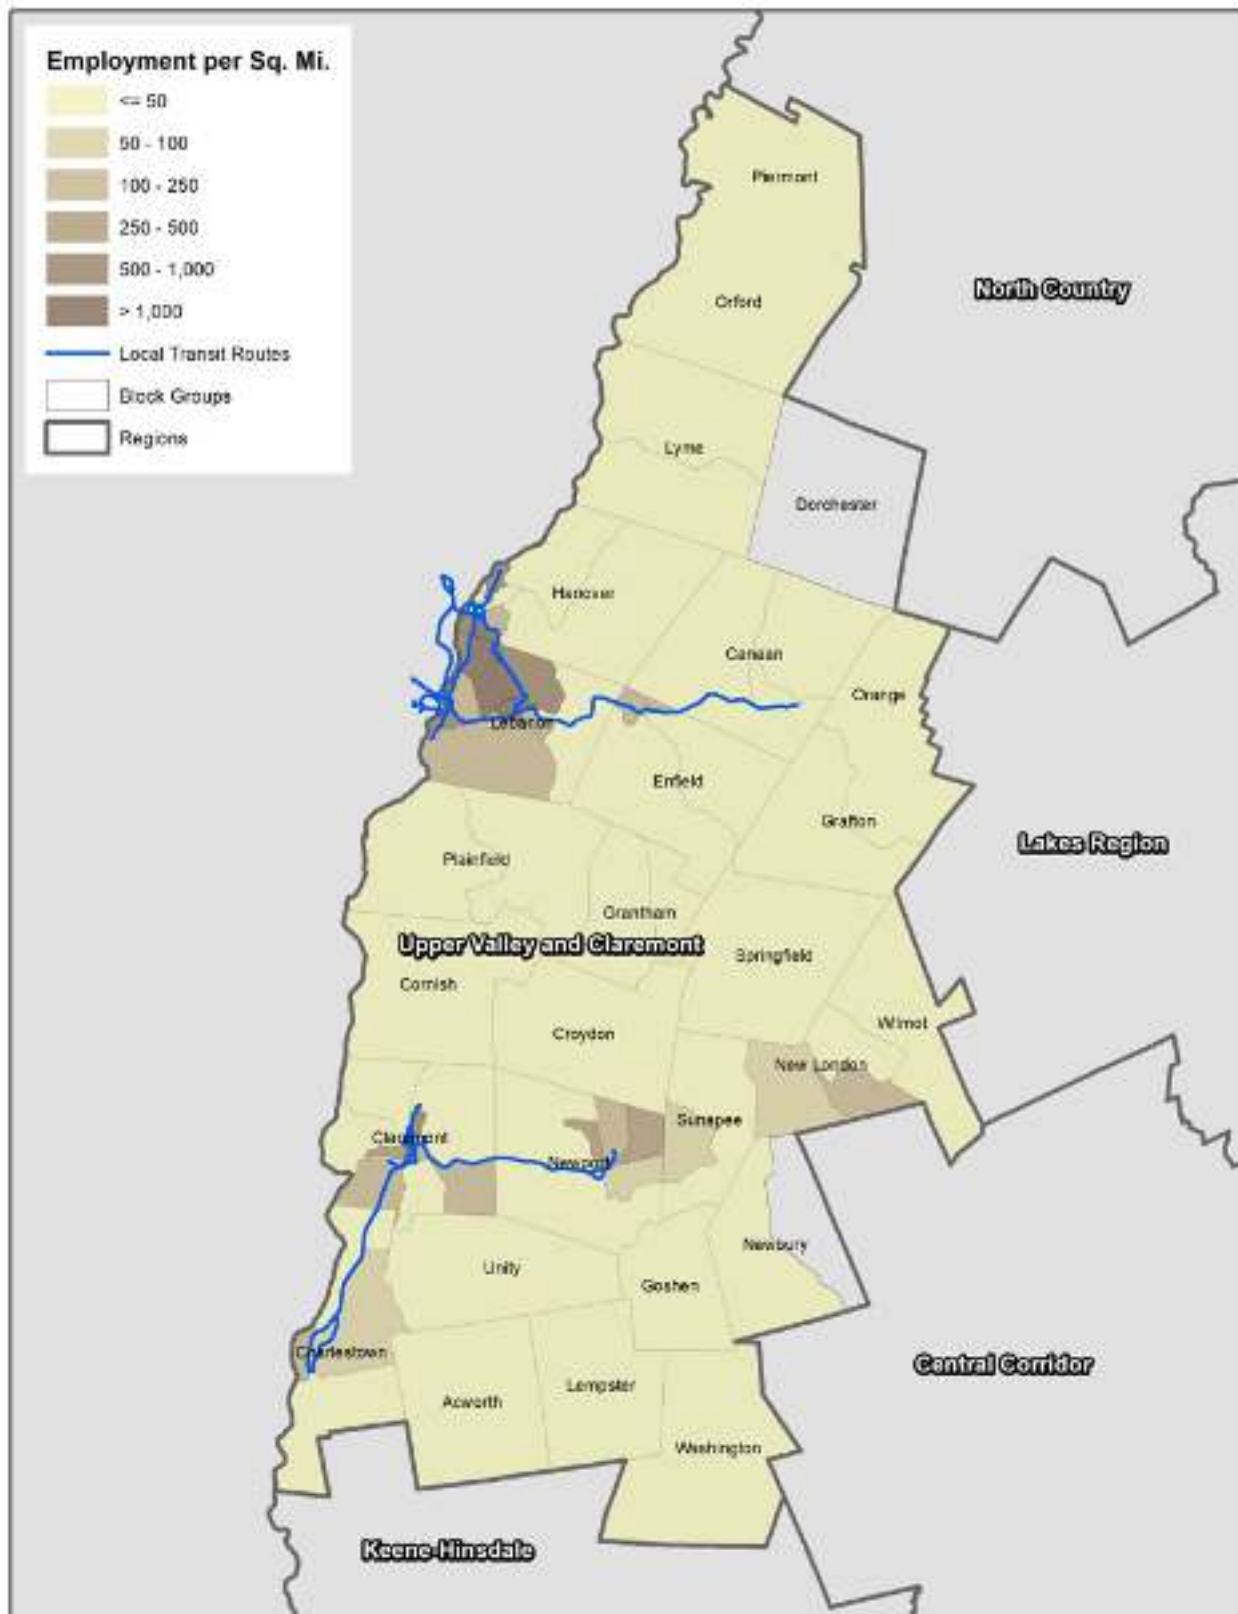 Employment per Sq. Mi.
<= 50
50 - 100
100 - 250
250 - 500
500 - 1,000
> 1,000
Local Transit Routes
Block Groups
Regions
Piermont
North Country
Orford
Lyme
Dorchester
Hanover
Canaan
Orange
Lebanon
Enfield
Grafton
Lakes Region
Plainfield
Grantham
Upper Valley and Claremont
Springfield
Cornish
Wilmot
Croydon
New London
Sunapee
Claremont
Newport
Newbury
Unity
Goshen
Charlestown
Central Corridor
Lempster
Acworth
Washington
Keene-Hinsdale